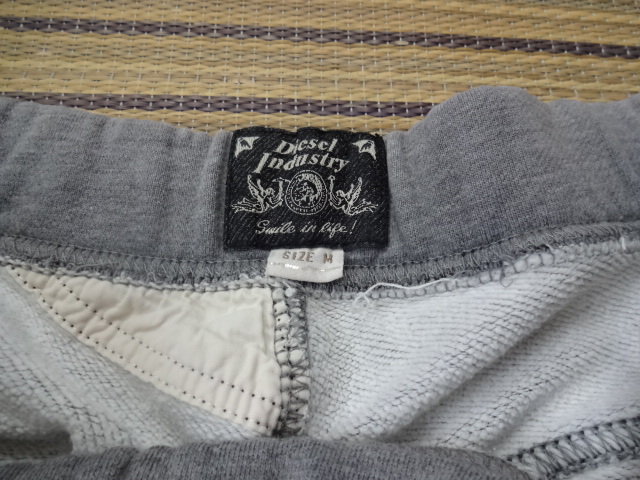 Diesel
Industry
Smile in life!
SIZE M